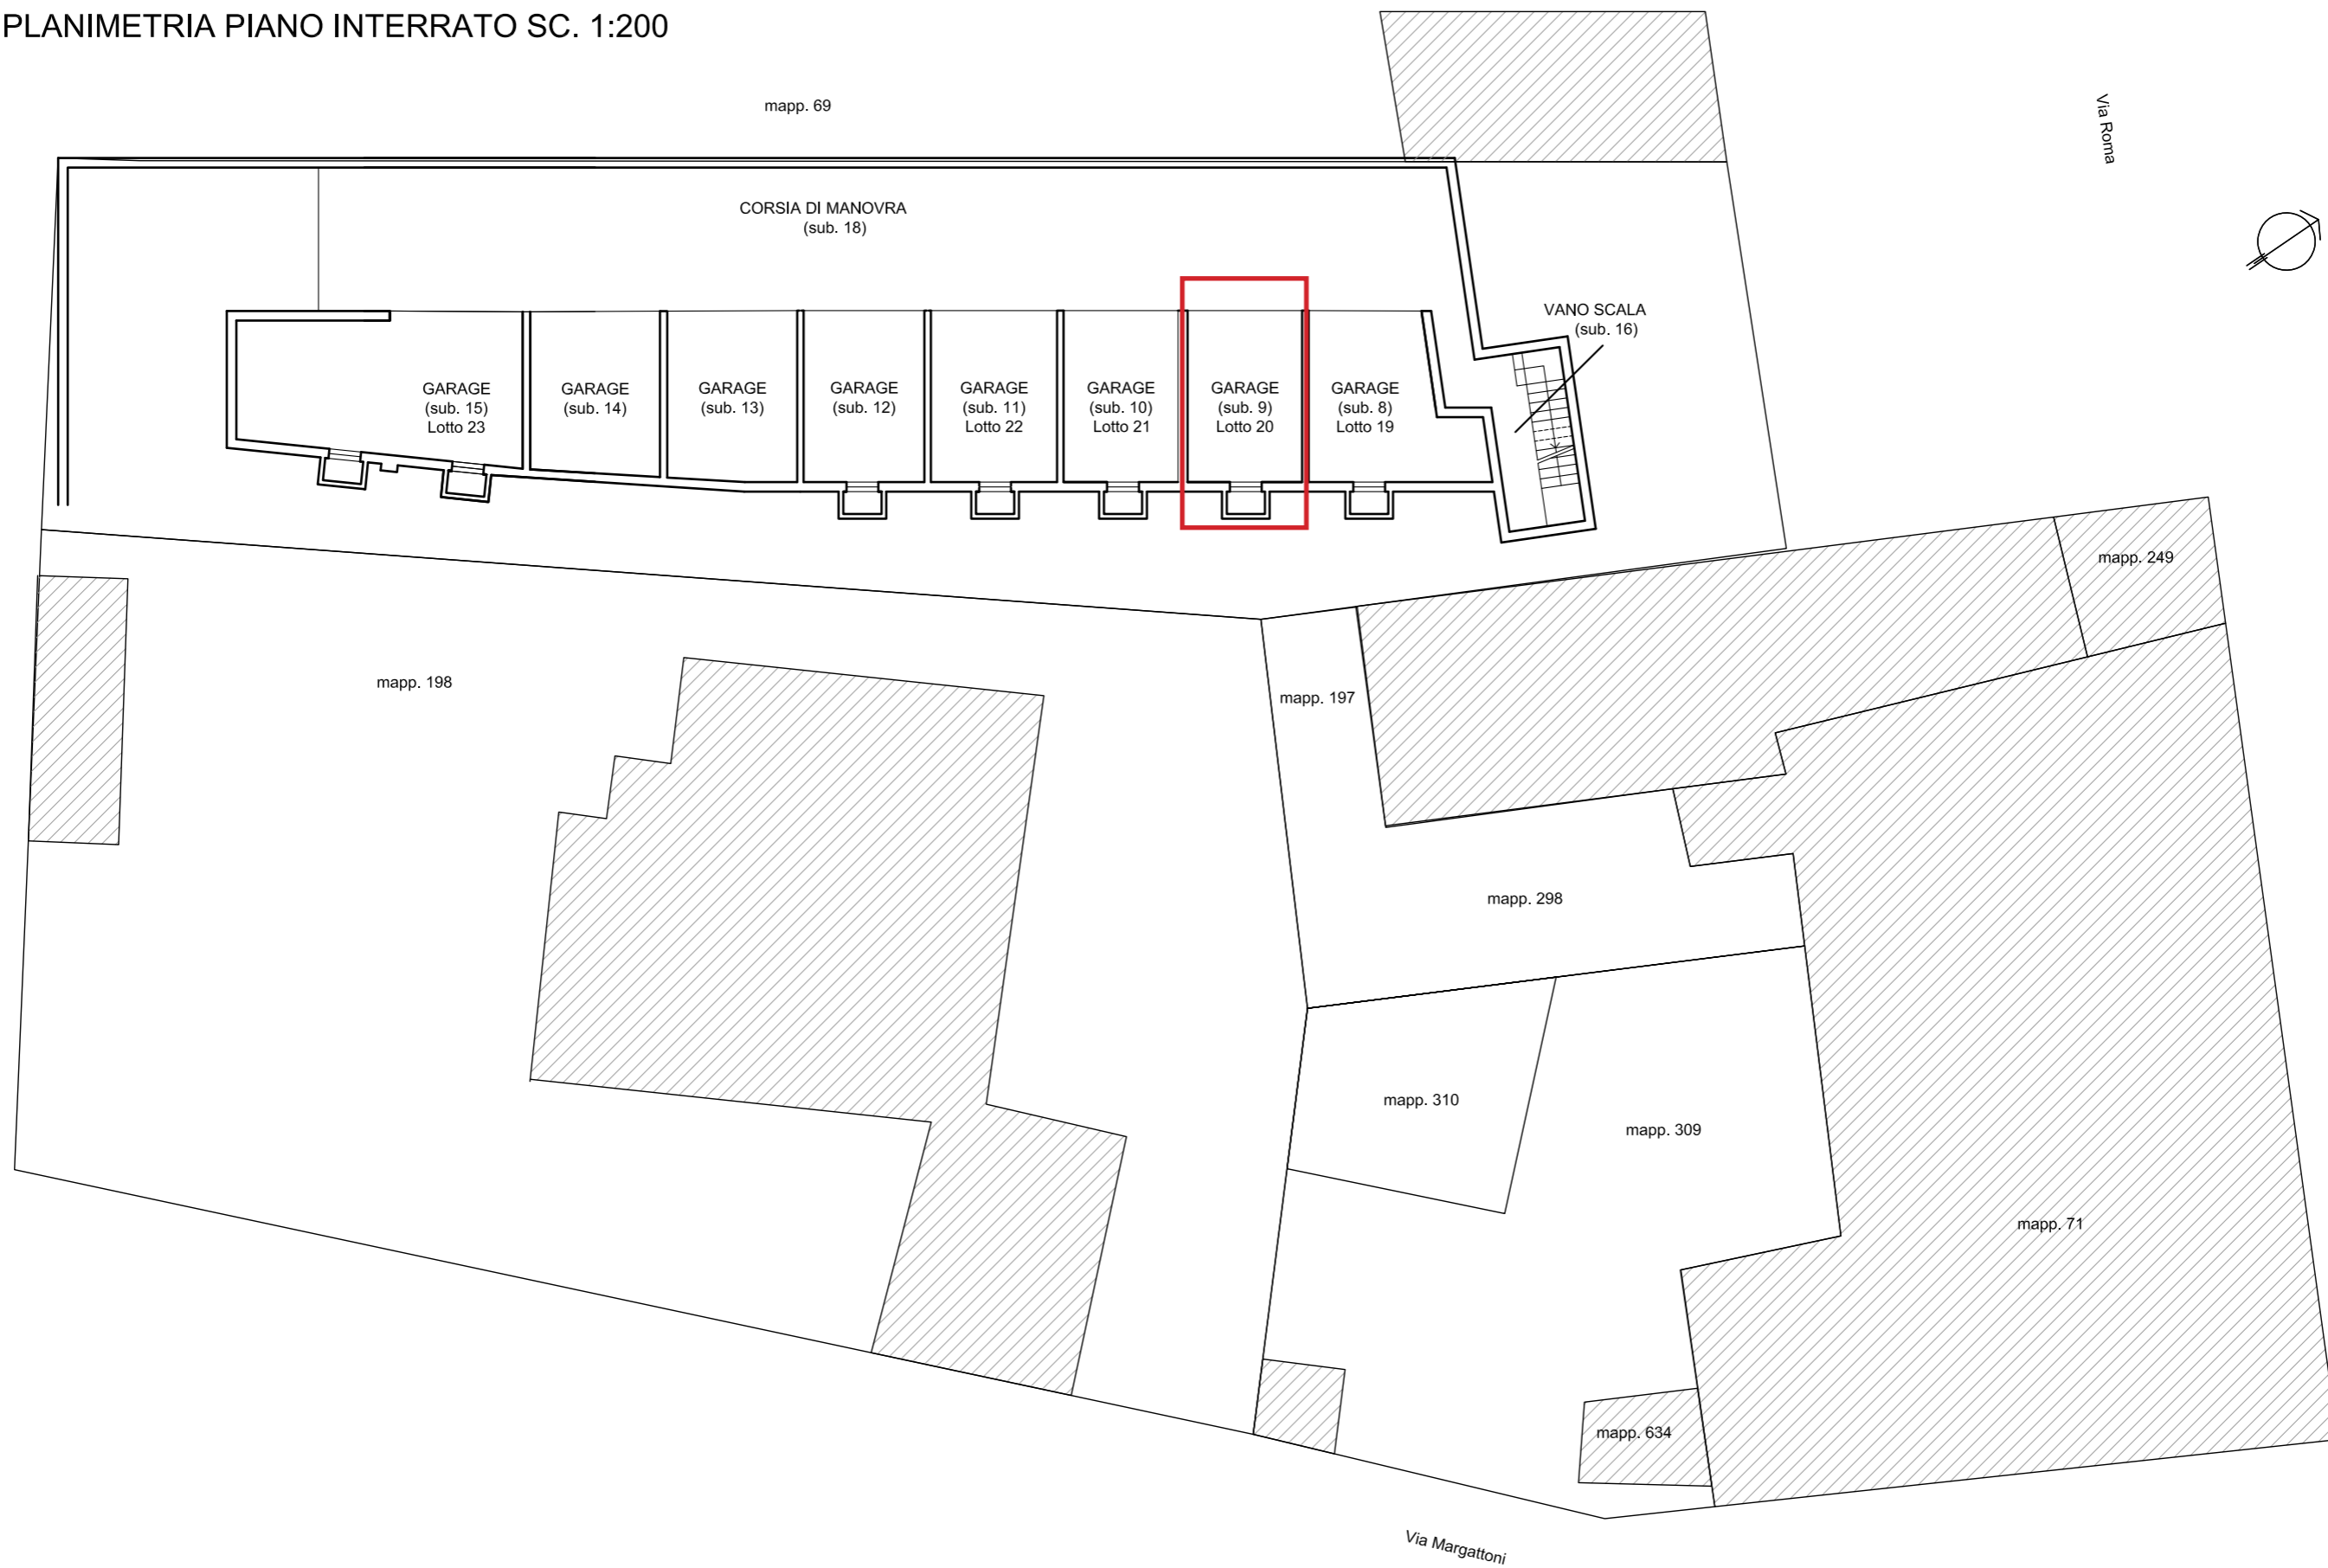 PLANIMETRIA PIANO INTERRATO SC. 1:200
mapp. 69
Via Roma
CORSIA DI MANOVRA
(sub. 18)
VANO SCALA
(sub. 16)
GARAGE
(sub. 15)
Lotto 23
GARAGE
(sub. 14)
GARAGE
(sub. 13)
GARAGE
(sub. 12)
GARAGE
(sub. 11)
Lotto 22
GARAGE
(sub. 10)
Lotto 21
GARAGE
(sub. 9)
Lotto 20
GARAGE
(sub. 8)
Lotto 19
mapp. 249
mapp. 198
mapp. 197
mapp. 298
mapp. 310
mapp. 309
mapp. 71
mapp. 634
Via Margattoni